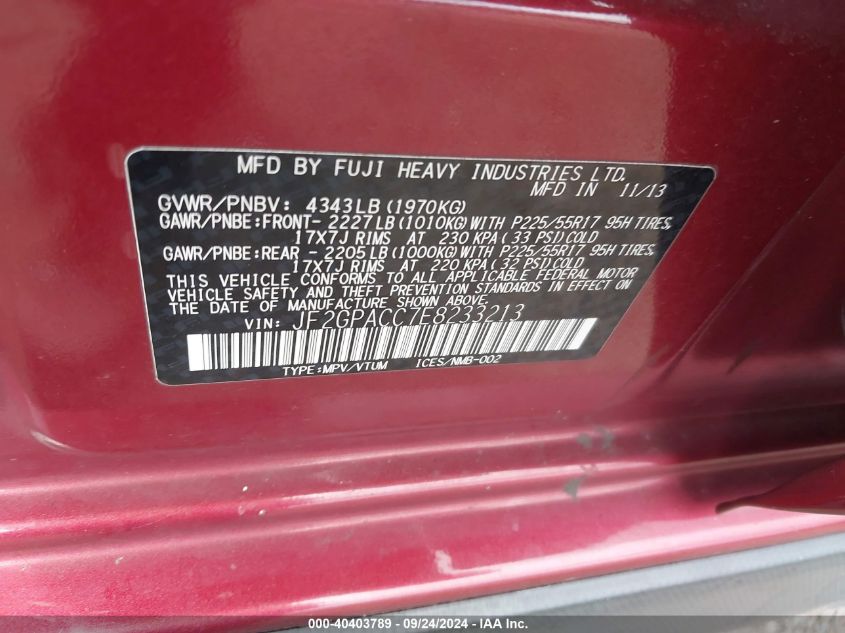 MFD BY FUJI HEAVY INDUSTRIES LTD.
MFD IN 11/13
GVWR/PNBV: 4343LB(1970KG)
GAWR/PNBE:FRONT- 2227LB(1010KG)WITH P225/55R17 95H TIRES,
17X7J RIMS AT 230 KPA(33 PSI)COLD
GAWR/PNBE:REAR - 2205LB(1000KG)WITH P225/55R17 95H TIRES,
17X7J RIMS AT 220 KPA(32 PSI)COLD
THIS VEHICLE CONFORMS TO ALL APPLICABLE FEDERAL MOTOR
VEHICLE SAFETY AND THEFT PREVENTION STANDARDS IN EFFECT ON
THE DATE OF MANUFACTURE SHOWN ABOVE.
VIN: JF2GPACC7E8233213
TYPE:MPV/VTUM ICES/NMB-002
000-40403789 - 09/24/2024 - IAA Inc.